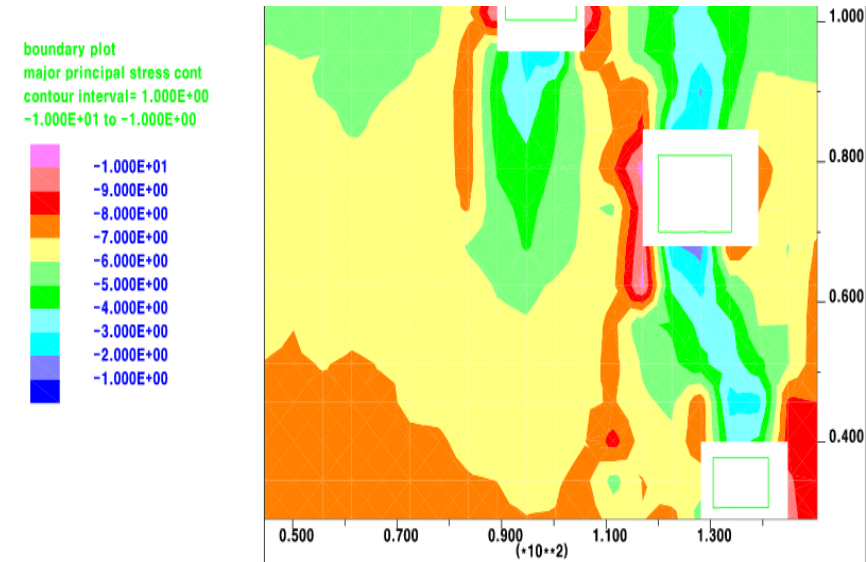 boundary plot
major principal stress cont
contour interval= 1.000E+00
-1.000E+01 to -1.000E+00
-1.000E+01
-9.000E+00
-8.000E+00
-7.000E+00
-6.000E+00
-5.000E+00
-4.000E+00
-3.000E+00
-2.000E+00
-1.000E+00
1.000
0.800
0.600
0.400
0.500 0.700 0.900 1.100 1.300
(*10**2)